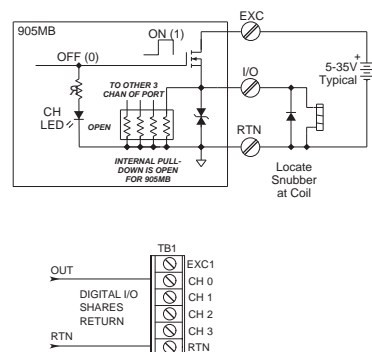 905MB
ON (1)
EXC
OFF (0)
I/O
+
5-35V
Typical
TO OTHER 3
CHAN OF PORT
CH
LED
OPEN
RTN
INTERNAL PULL-
DOWN IS OPEN
FOR 905MB
Locate
Snubber
at Coil
TB1
OUT
EXC1
CH 0
DIGITAL I/O
SHARES
RETURN
CH 1
CH 2
CH 3
RTN
RTN